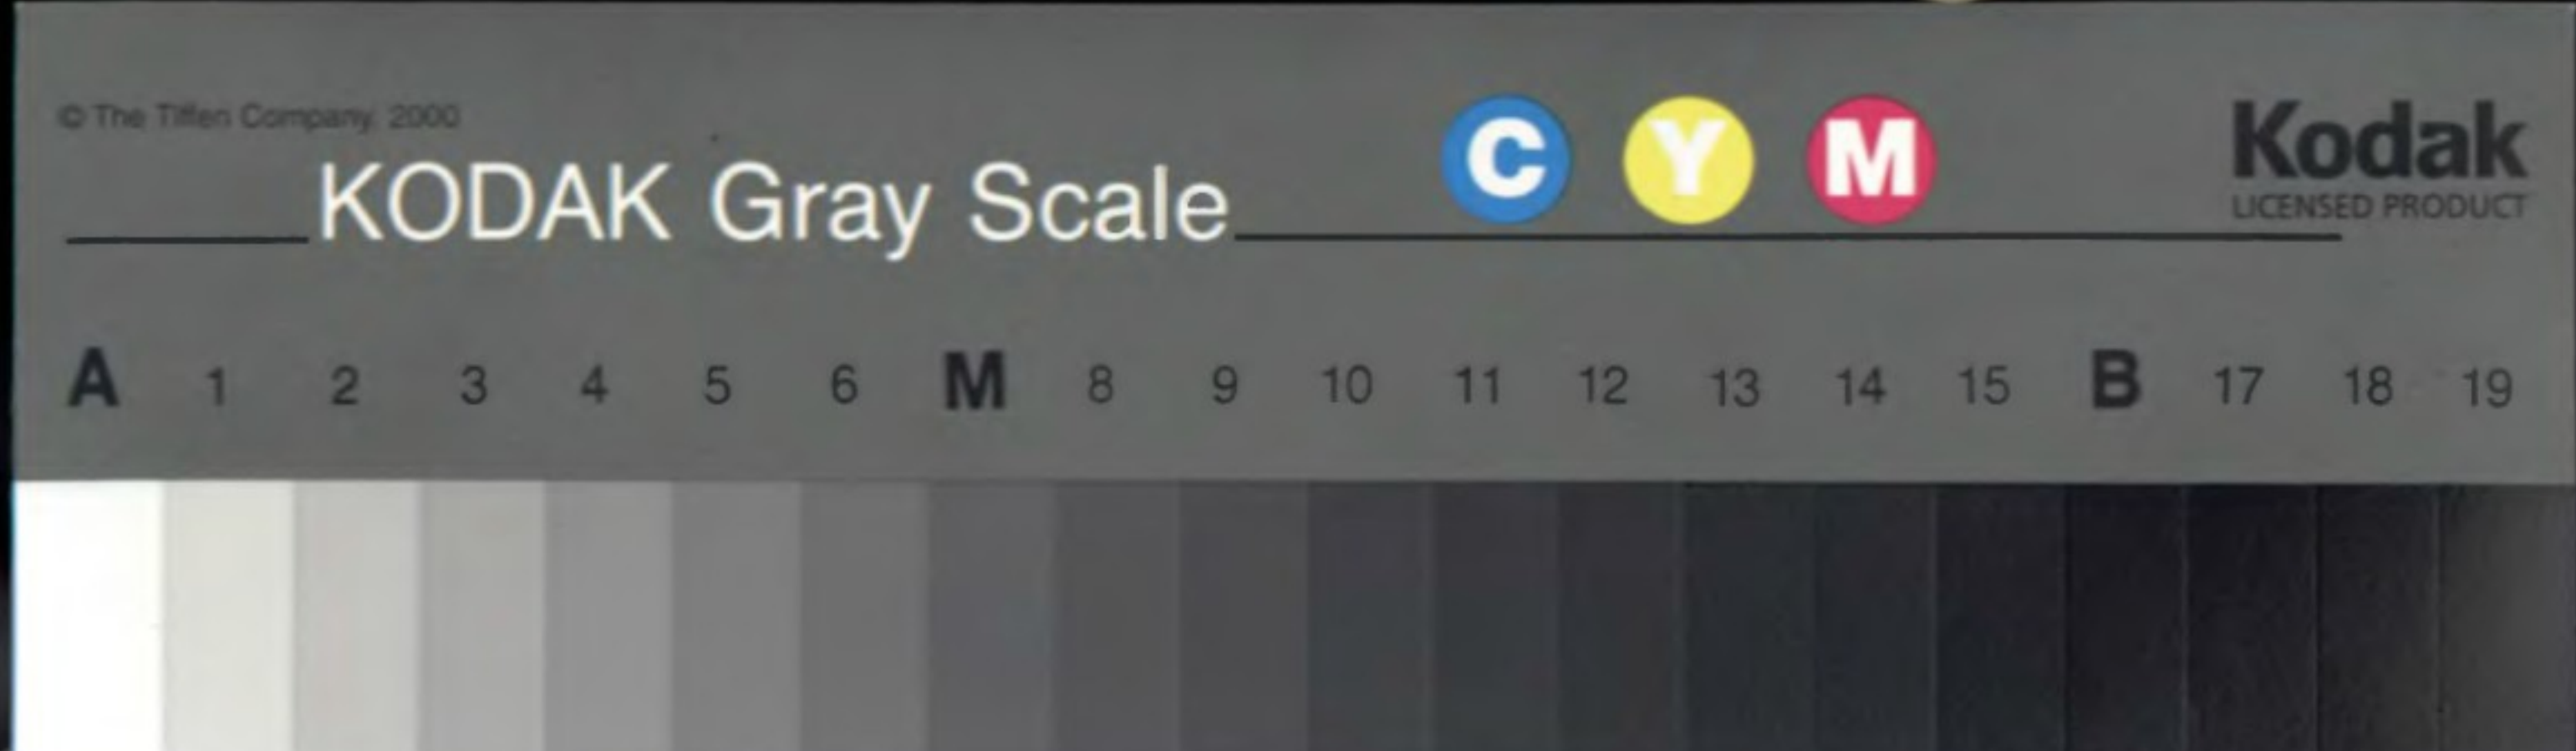 © The Tiffen Company, 2000
KODAK Gray Scale
C Y M
Kodak
LICENSED PRODUCT
A 1 2 3 4 5 6 M 8 9 10 11 12 13 14 15 B 17 18 19